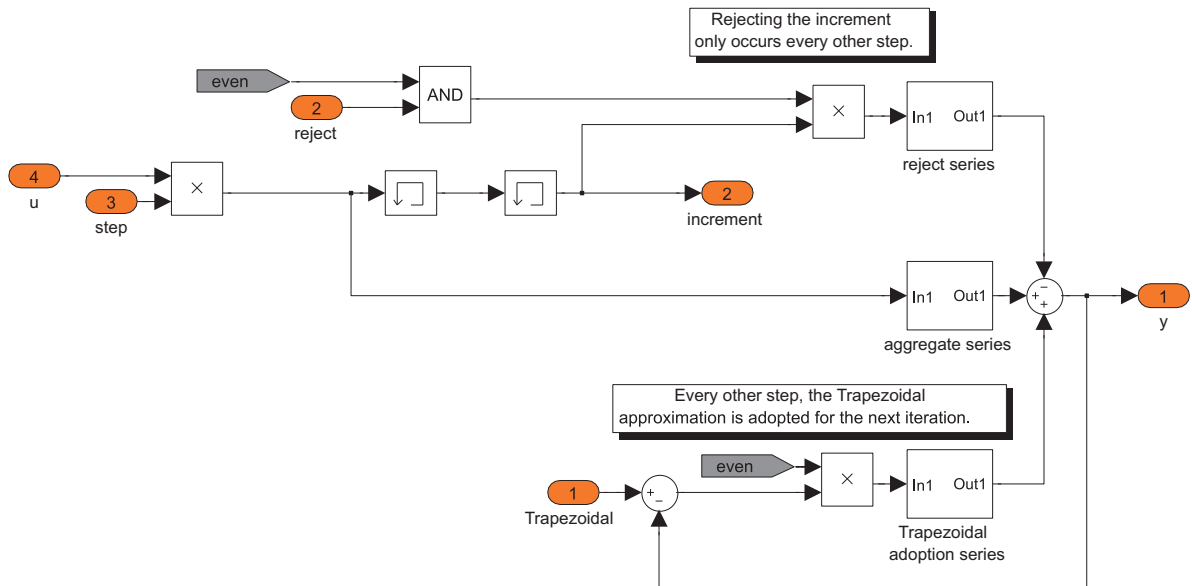 Rejecting the increment
only occurs every other step.
even
2
reject
AND
×
In1 Out1
reject series
4
u
3
step
×
2
increment
In1 Out1
aggregate series
−
+
+
1
y
Every other step, the Trapezoidal
approximation is adopted for the next iteration.
even
1
Trapezoidal
+
−
×
In1 Out1
Trapezoidal
adoption series